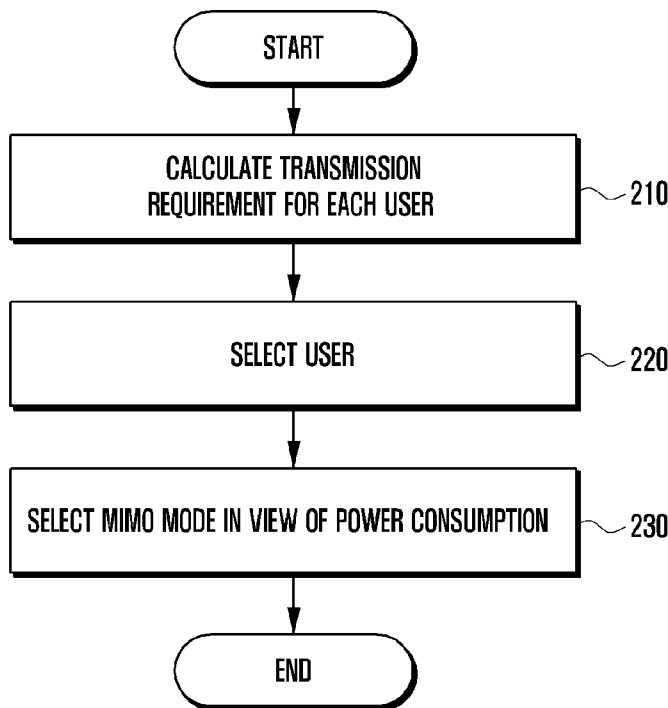 START
CALCULATE TRANSMISSION
REQUIREMENT FOR EACH USER
210
SELECT USER
220
SELECT MIMO MODE IN VIEW OF POWER CONSUMPTION
230
END